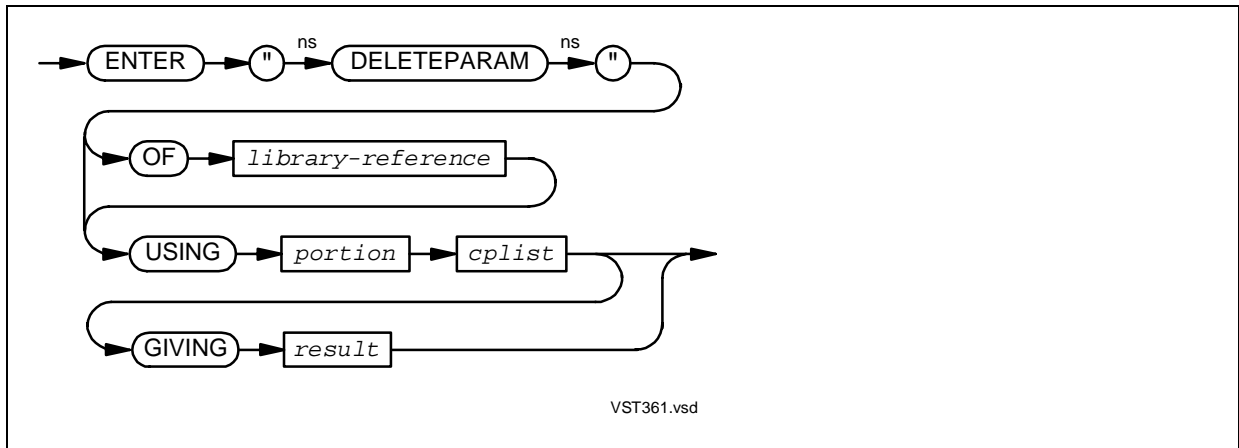 ns ns
ENTER " DELETEPARAM "
OF library-reference
USING portion cplist
GIVING result
VST361.vsd